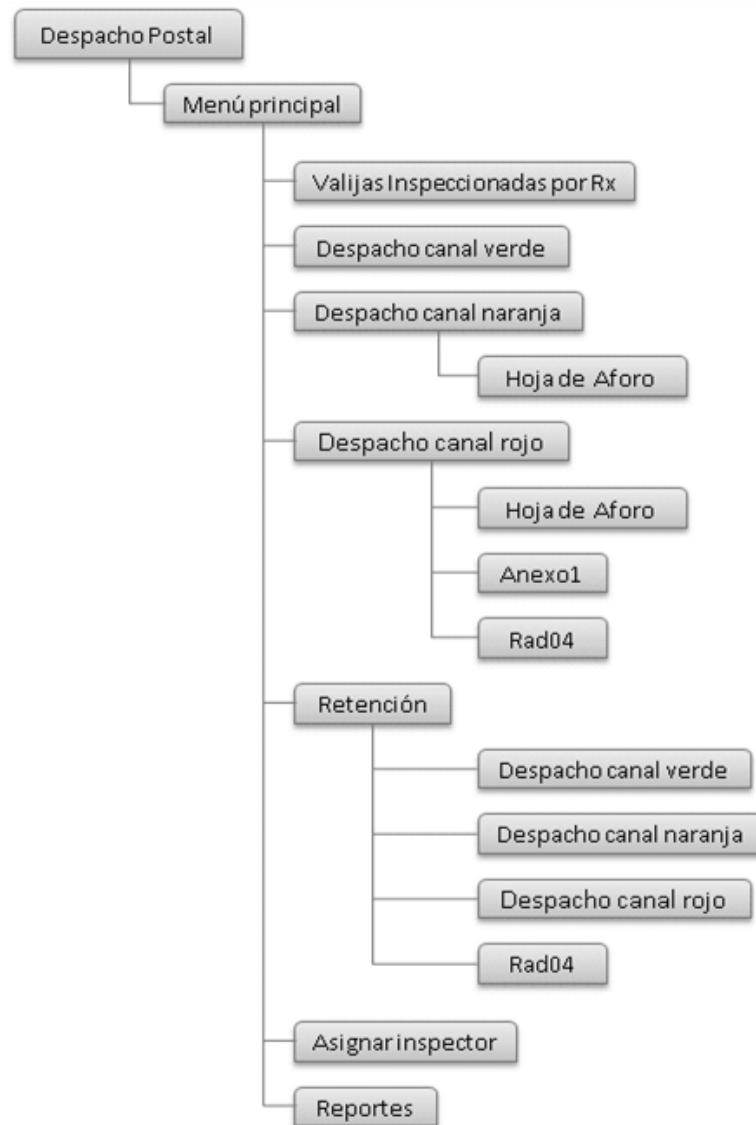 Despacho Postal
Menú principal
Valijas Inspeccionadas por Rx
Despacho canal verde
Despacho canal naranja
Hoja de Aforo
Despacho canal rojo
Hoja de Aforo
Anexo1
Rad04
Retención
Despacho canal verde
Despacho canal naranja
Despacho canal rojo
Rad04
Asignar inspector
Reportes